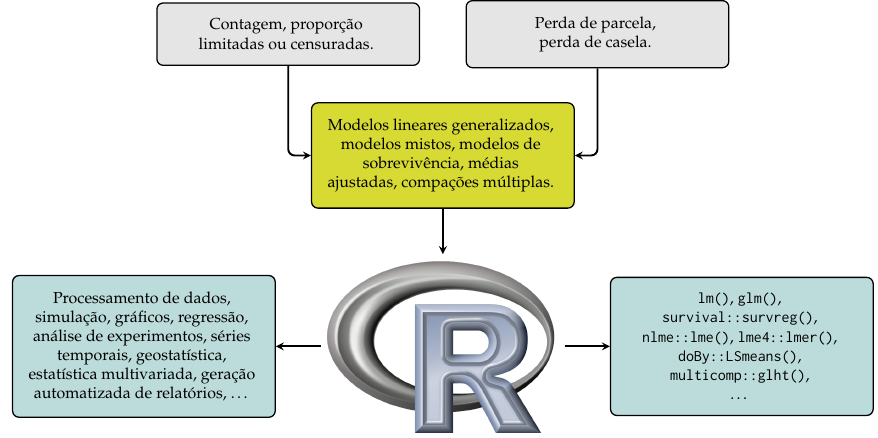 Contagem, proporção
limitadas ou censuradas.
Perda de parcela,
perda de casela.
Modelos lineares generalizados,
modelos mistos, modelos de
sobrevivência, médias
ajustadas, compações múltiplas.
Processamento de dados,
simulação, gráficos, regressão,
análise de experimentos, séries
temporais, geostatística,
estatística multivariada, geração
automatizada de relatórios, ...
R
lm(), glm(),
survival::survreg(),
nlme::lme(), lme4::lmer(),
doBy::LSmeans(),
multicomp::glht(),
...